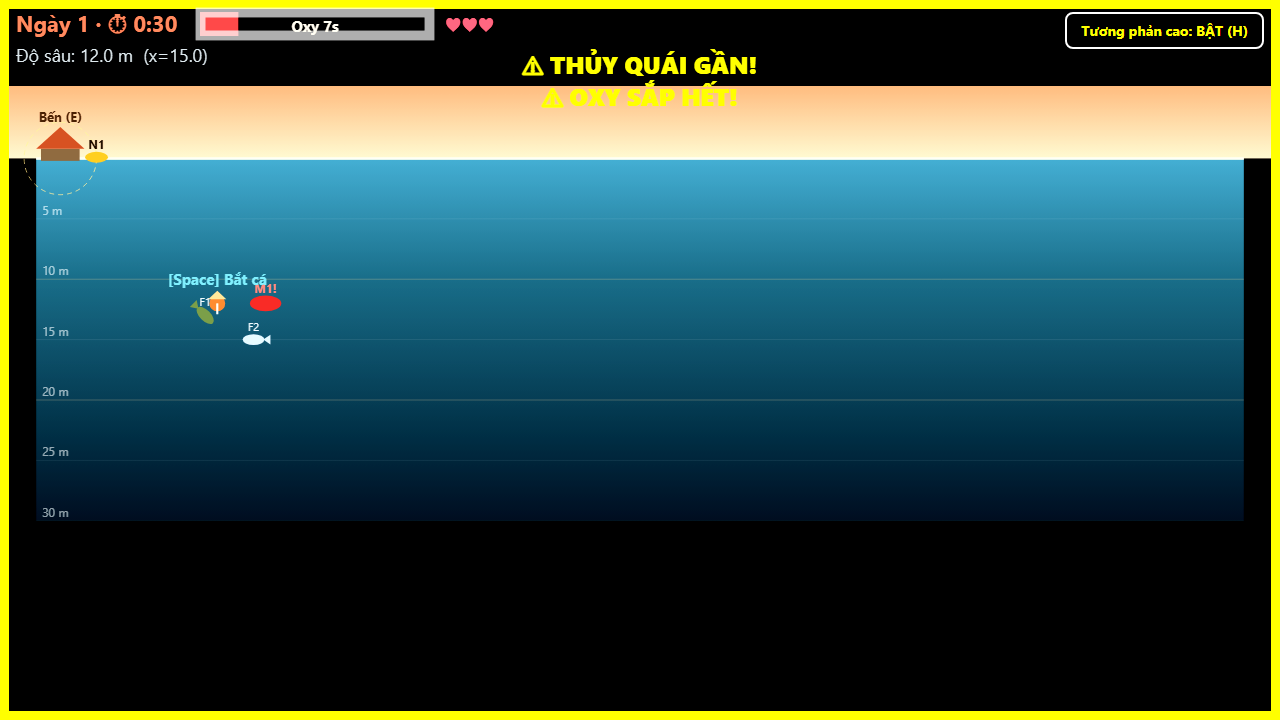 Ngày 1 · ⏱ 0:30
Oxy 7s
Tương phản cao: BẬT (H)
Độ sâu: 12.0 m (x=15.0)
⚠ THỦY QUÁI GẦN!
⚠ OXY SẮP HẾT!
Bến (E)
N1
5 m
10 m
[Space] Bắt cá
M1!
F1
F2
15 m
20 m
25 m
30 m